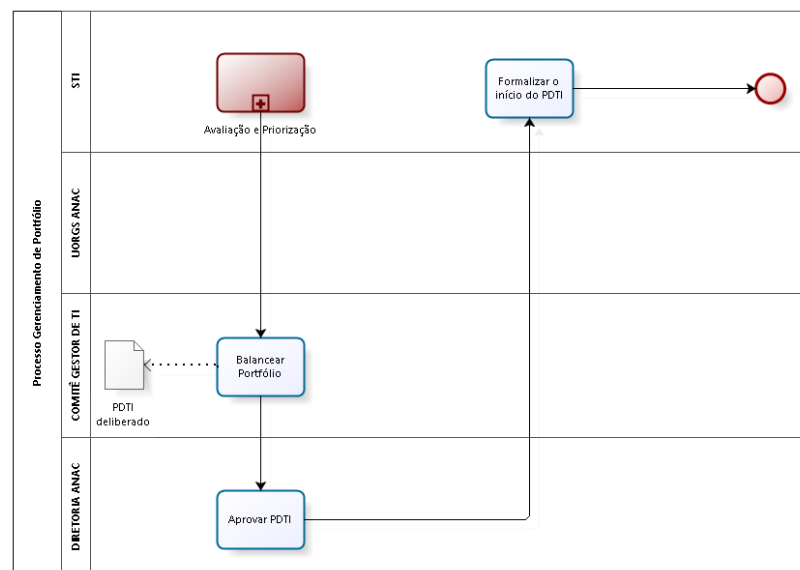 Processo Gerenciamento de Portfólio
STI
Avaliação e Priorização
Formalizar o
início do PDTI
UORGS ANAC
COMITÊ GESTOR DE TI
Balancear
Portfólio
PDTI
deliberado
DIRETORIA ANAC
Aprovar PDTI